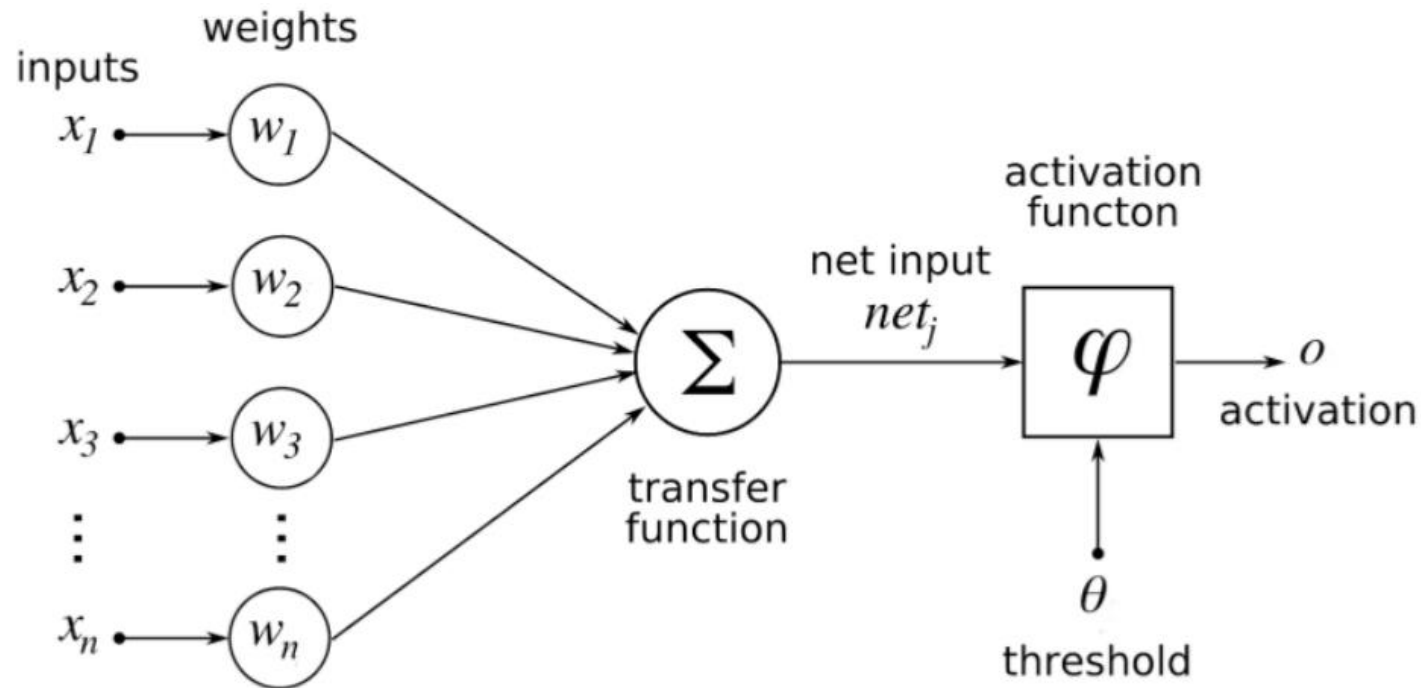 weights
inputs
x1
w1
x2
w2
x3
w3
⋮
⋮
xn
wn
Σ
transfer
function
net input
netj
activation
functon
φ
o
activation
θ
threshold